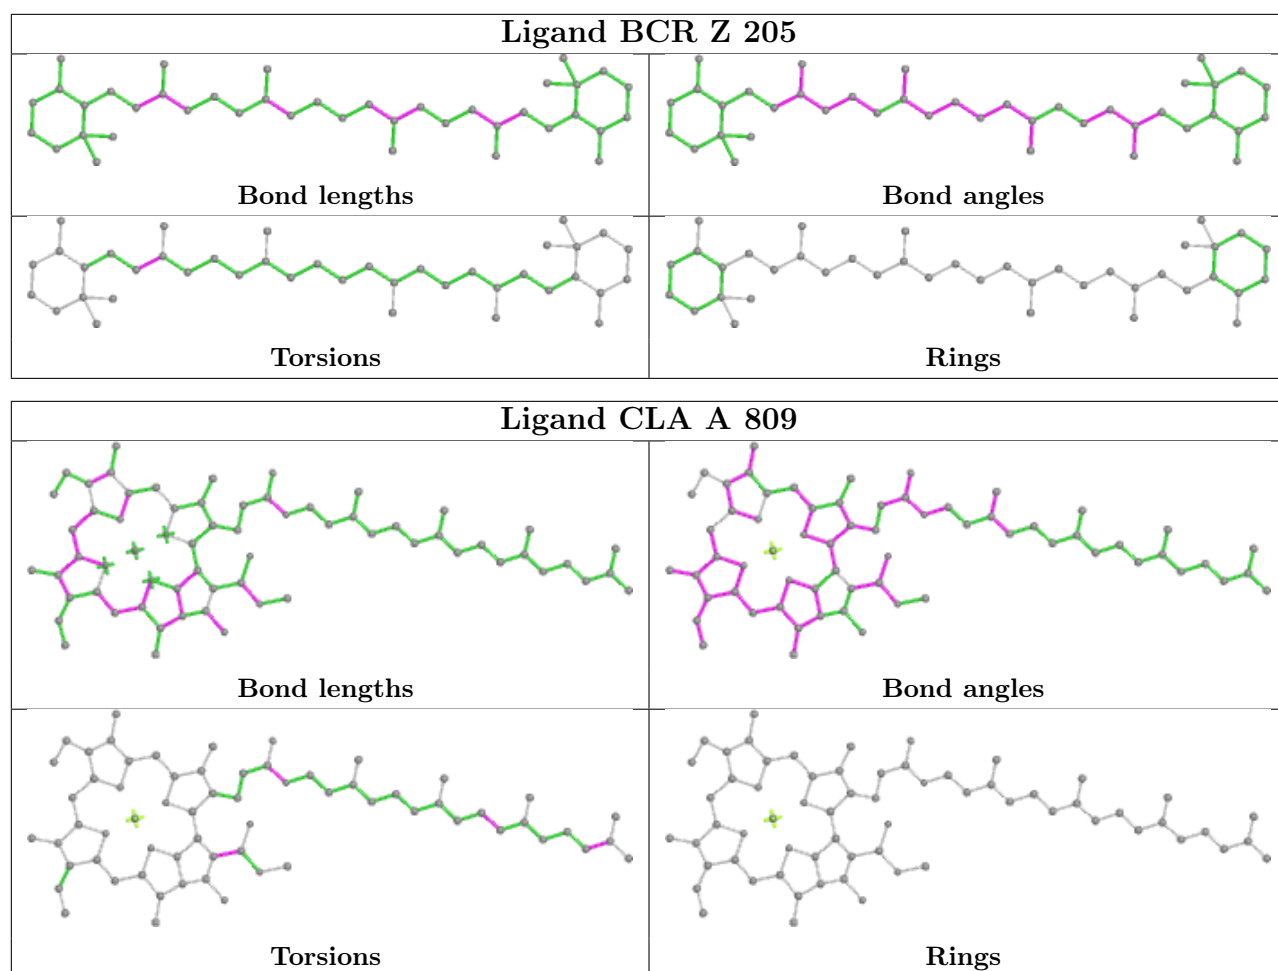 Ligand BCR Z 205
Bond lengths
Bond angles
Torsions
Rings
Ligand CLA A 809
Bond lengths
Bond angles
Torsions
Rings